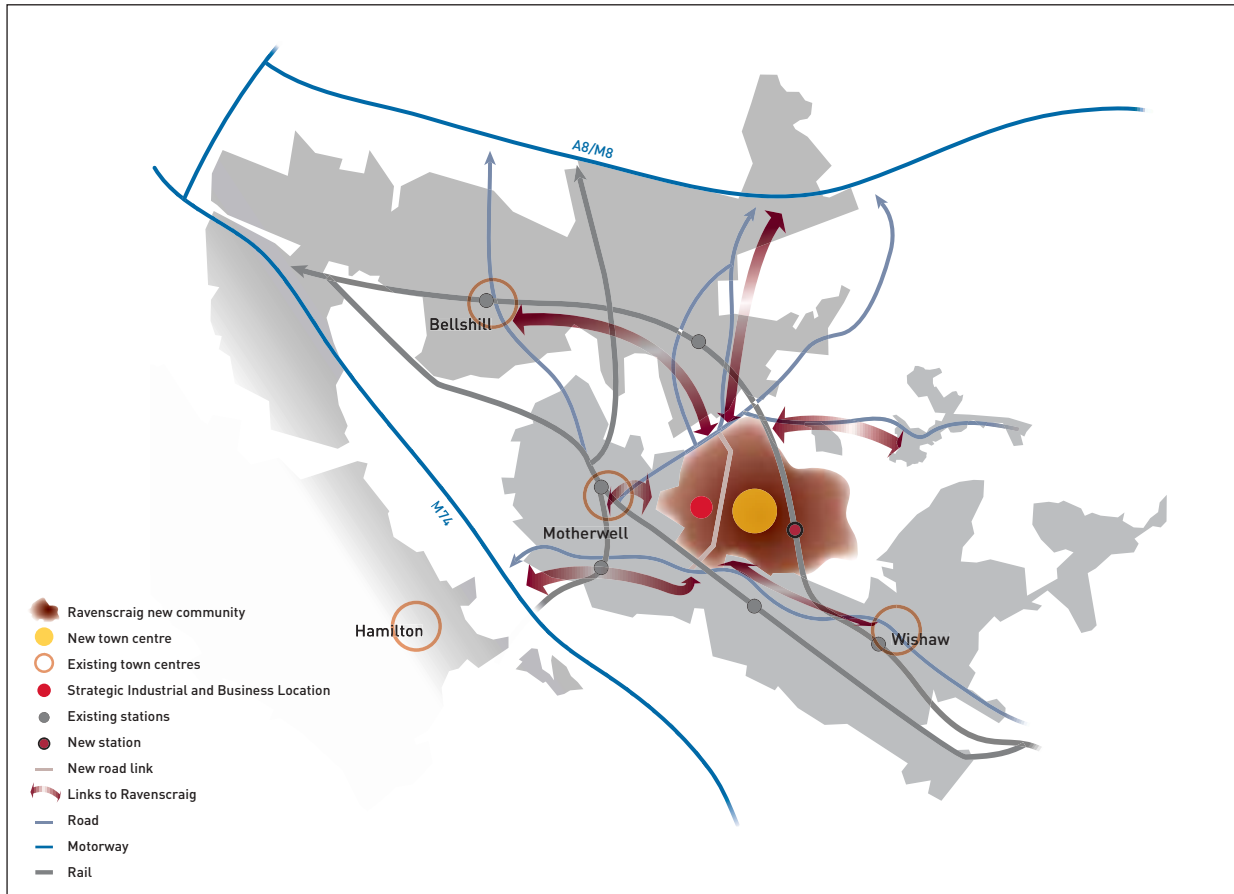 A8/M8
Bellshill
Motherwell
M74
Hamilton
Wishaw
Ravenscraig new community
New town centre
Existing town centres
Strategic Industrial and Business Location
Existing stations
New station
New road link
Links to Ravenscraig
Road
Motorway
Rail